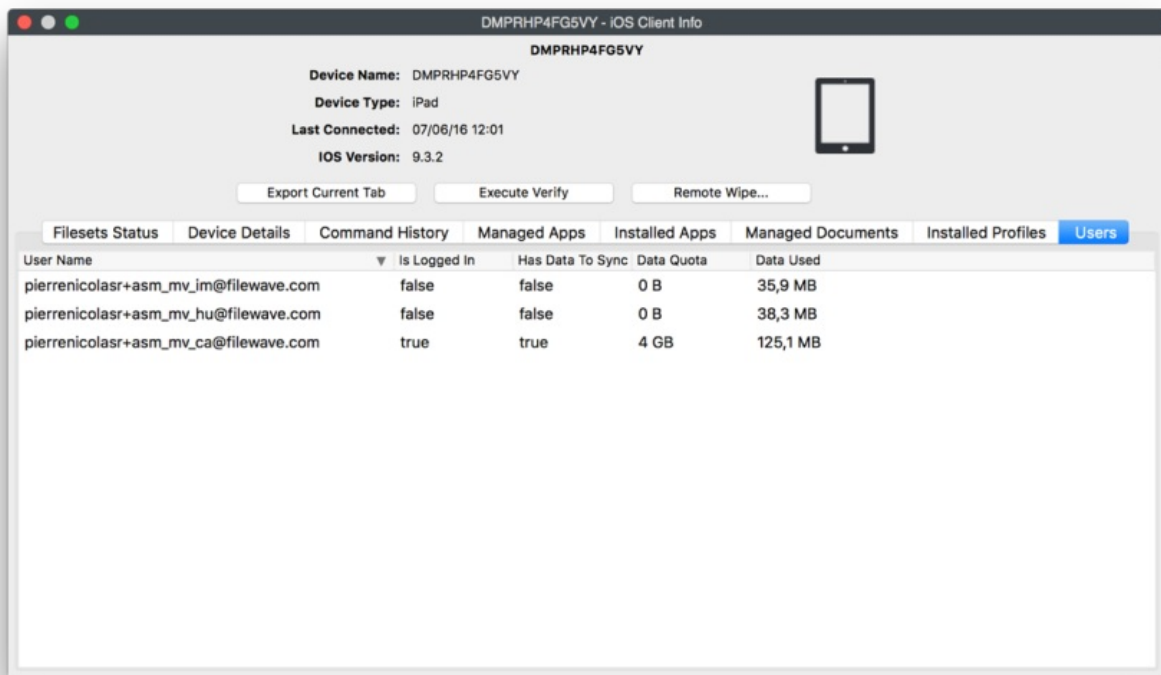 DMPRHP4FG5VY - iOS Client Info
DMPRHP4FG5VY
Device Name: DMPRHP4FG5VY
Device Type: iPad
Last Connected: 07/06/16 12:01
IOS Version: 9.3.2
Export Current Tab Execute Verify Remote Wipe...
Filesets Status Device Details Command History Managed Apps Installed Apps Managed Documents Installed Profiles Users
User Name Is Logged In Has Data To Sync Data Quota Data Used
pierrenicolasr+asm_mv_im@filewave.com false false 0 B 35,9 MB
pierrenicolasr+asm_mv_hu@filewave.com false false 0 B 38,3 MB
pierrenicolasr+asm_mv_ca@filewave.com true true 4 GB 125,1 MB